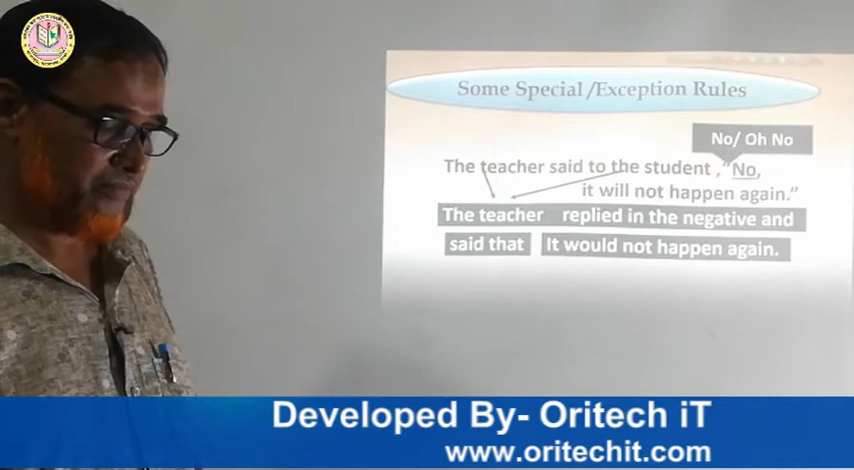 Some Special/Exception Rules
No/ Oh No
The teacher said to the student ,"No,
it will not happen again."
The teacher replied in the negative and
said that It would not happen again.
Developed By- Oritech iT
www.oritechit.com